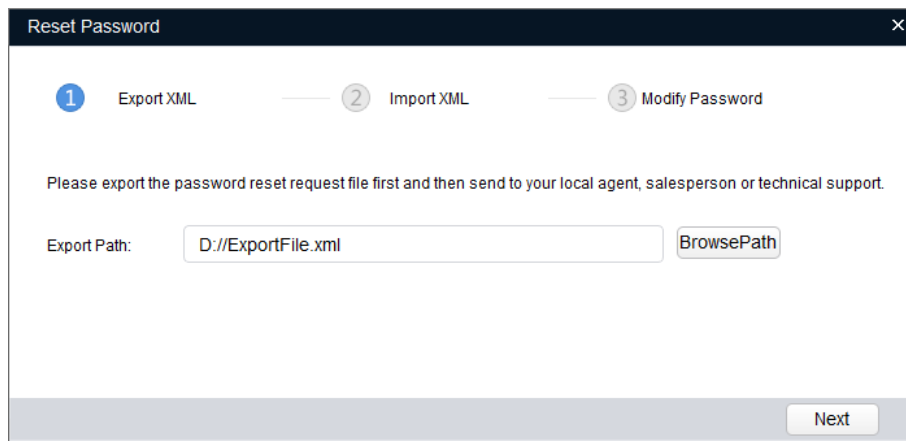 Reset Password ×
1 Export XML 2 Import XML 3 Modify Password
Please export the password reset request file first and then send to your local agent, salesperson or technical support.
Export Path: D://ExportFile.xml BrowsePath
Next